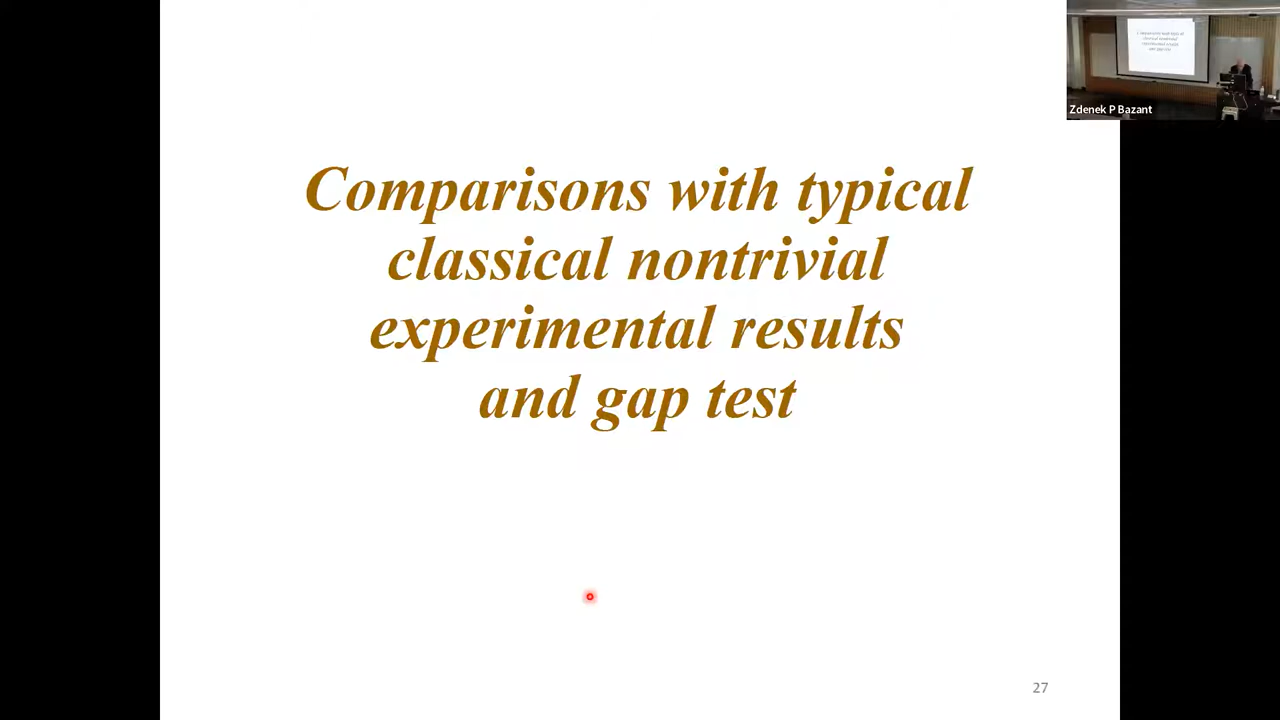 Zdenek P Bazant
Comparisons with typical
classical nontrivial
experimental results
and gap test
27